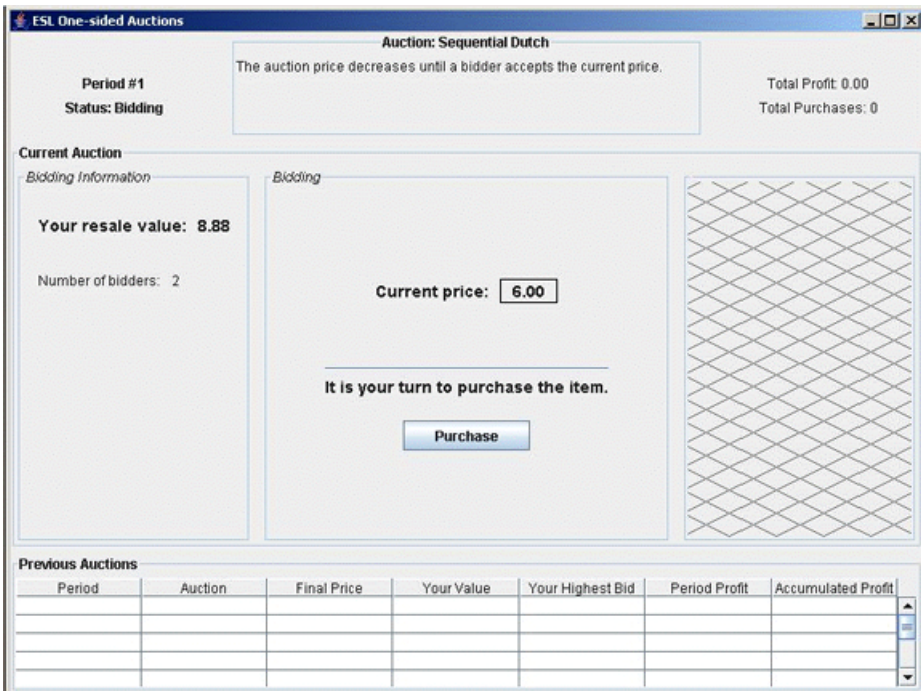 ESL One-sided Auctions
Auction: Sequential Dutch
The auction price decreases until a bidder accepts the current price.
Period #1
Status: Bidding
Total Profit: 0.00
Total Purchases: 0
Current Auction
Bidding Information
Your resale value: 8.88
Number of bidders: 2
Bidding
Current price: 6.00
It is your turn to purchase the item.
Purchase
Previous Auctions
Period Auction Final Price Your Value Your Highest Bid Period Profit Accumulated Profit